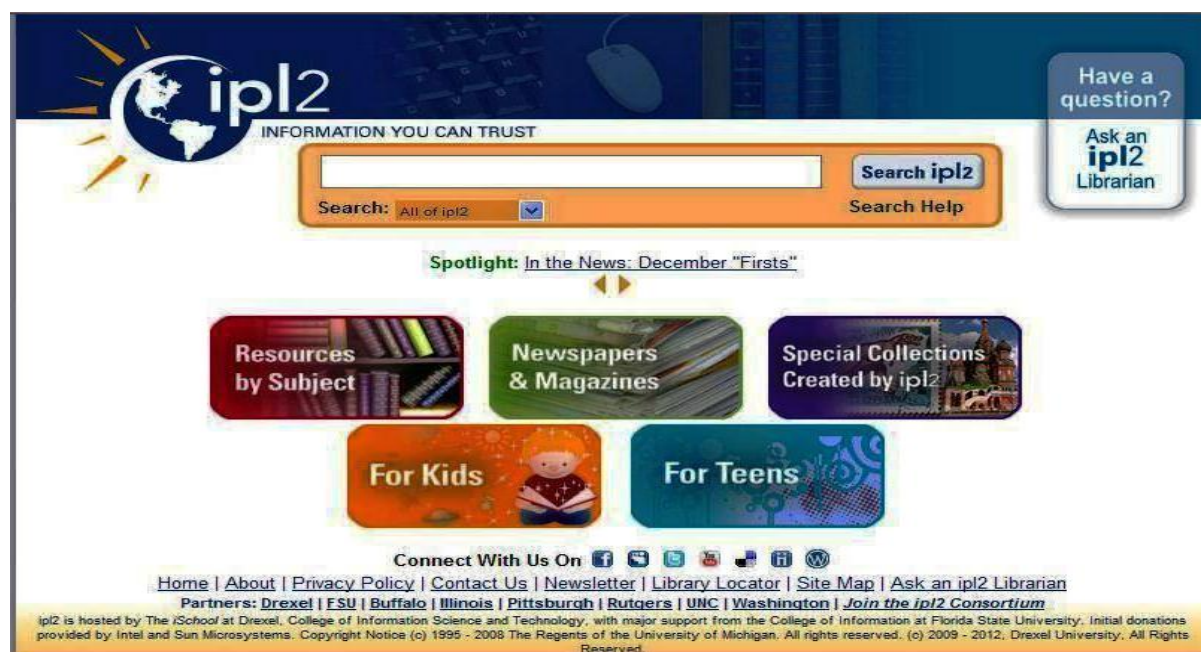 ipl2
Have a
question?
INFORMATION YOU CAN TRUST
Ask an
ipl2
Librarian
Search ipl2
Search: All of ipl2
Search Help
Spotlight: In the News: December "Firsts"
Resources
by Subject
Newspapers
& Magazines
Special Collections
Created by ipl2
For Kids
For Teens
Connect With Us On
Home | About | Privacy Policy | Contact Us | Newsletter | Library Locator | Site Map | Ask an ipl2 Librarian
Partners: Drexel | FSU | Buffalo | Illinois | Pittsburgh | Rutgers | UNC | Washington | Join the ipl2 Consortium
ipl2 is hosted by The iSchool at Drexel, College of Information Science and Technology, with major support from the College of Information at Florida State University. Initial donations
provided by Intel and Sun Microsystems. Copyright Notice (c) 1995 - 2008 The Regents of the University of Michigan. All rights reserved. (c) 2009 - 2012, Drexel University, All Rights
Reserved.